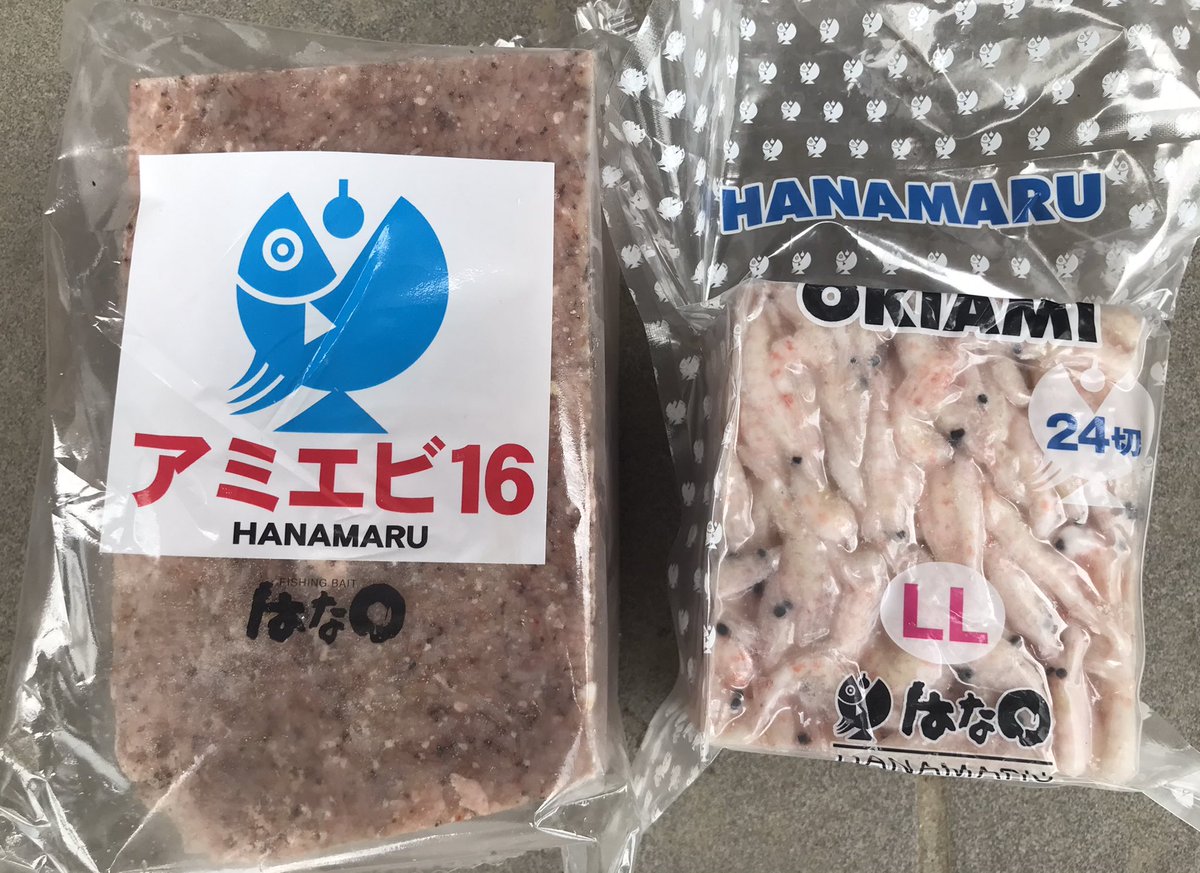 アミエビ16
HANAMARU
FISHING BAIT
はな〇
HANAMARU
OKIAMI
24切
LL
はな〇
HANAMARU